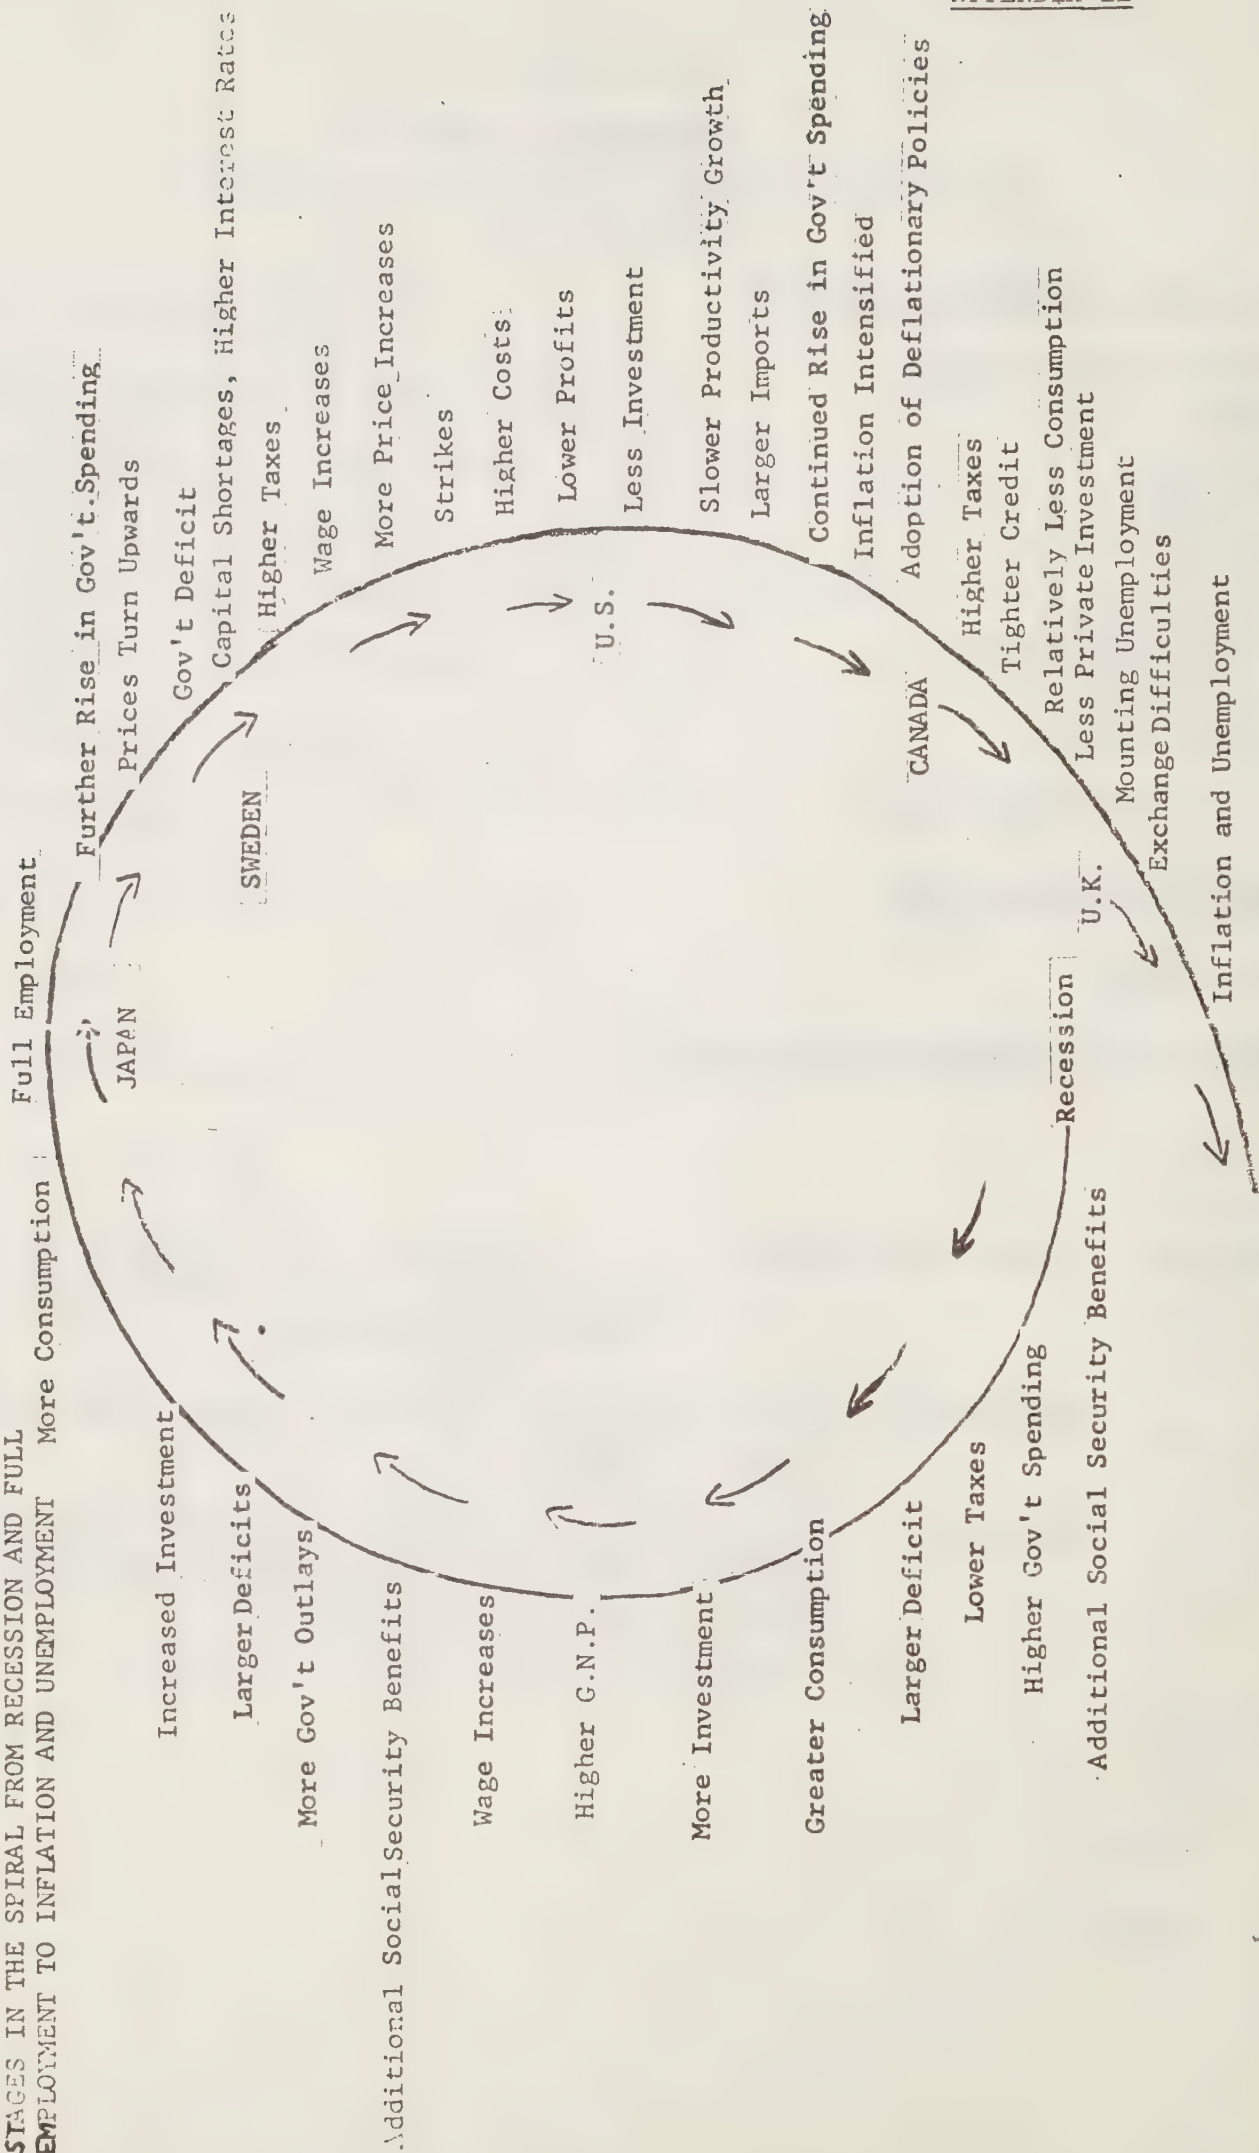 STAGES IN THE SPIRAL FROM RECESSION AND FULL
EMPLOYMENT TO INFLATION AND UNEMPLOYMENT
Recession
Additional Social Security Benefits
Higher Gov't Spending
Lower Taxes
Larger Deficit
Greater Consumption
More Investment
Higher G.N.P.
Wage Increases
Additional Social Security Benefits
More Gov't Outlays
Larger Deficits
Increased Investment
More Consumption
Full Employment
JAPAN
Further Rise in Gov't Spending
Prices Turn Upwards
Gov't Deficit
Capital Shortages, Higher Interest Rates
Higher Taxes
SWEDEN
Wage Increases
More Price Increases
Strikes
Higher Costs
Lower Profits
U.S.
Less Investment
Slower Productivity Growth
Larger Imports
Continued Rise in Gov't Spending
Inflation Intensified
Adoption of Deflationary Policies
CANADA
Higher Taxes
Tighter Credit
Relatively Less Consumption
Less Private Investment
Mounting Unemployment
Exchange Difficulties
U.K.
Inflation and Unemployment